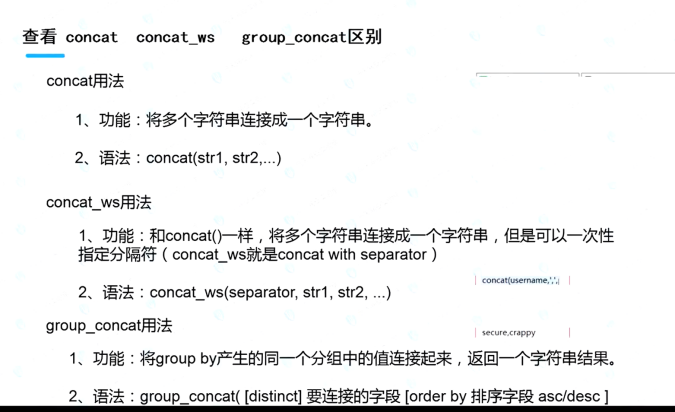 查看 concat concat_ws group_concat区别
concat用法
1、功能：将多个字符串连接成一个字符串。
2、语法：concat(str1, str2,...)
concat_ws用法
1、功能：和concat()一样，将多个字符串连接成一个字符串，但是可以一次性
指定分隔符（concat_ws就是concat with separator）
concat(username,',',
2、语法：concat_ws(separator, str1, str2, ...)
group_concat用法
secure,crappy
1、功能：将group by产生的同一个分组中的值连接起来，返回一个字符串结果。
2、语法：group_concat( [distinct] 要连接的字段 [order by 排序字段 asc/desc ]